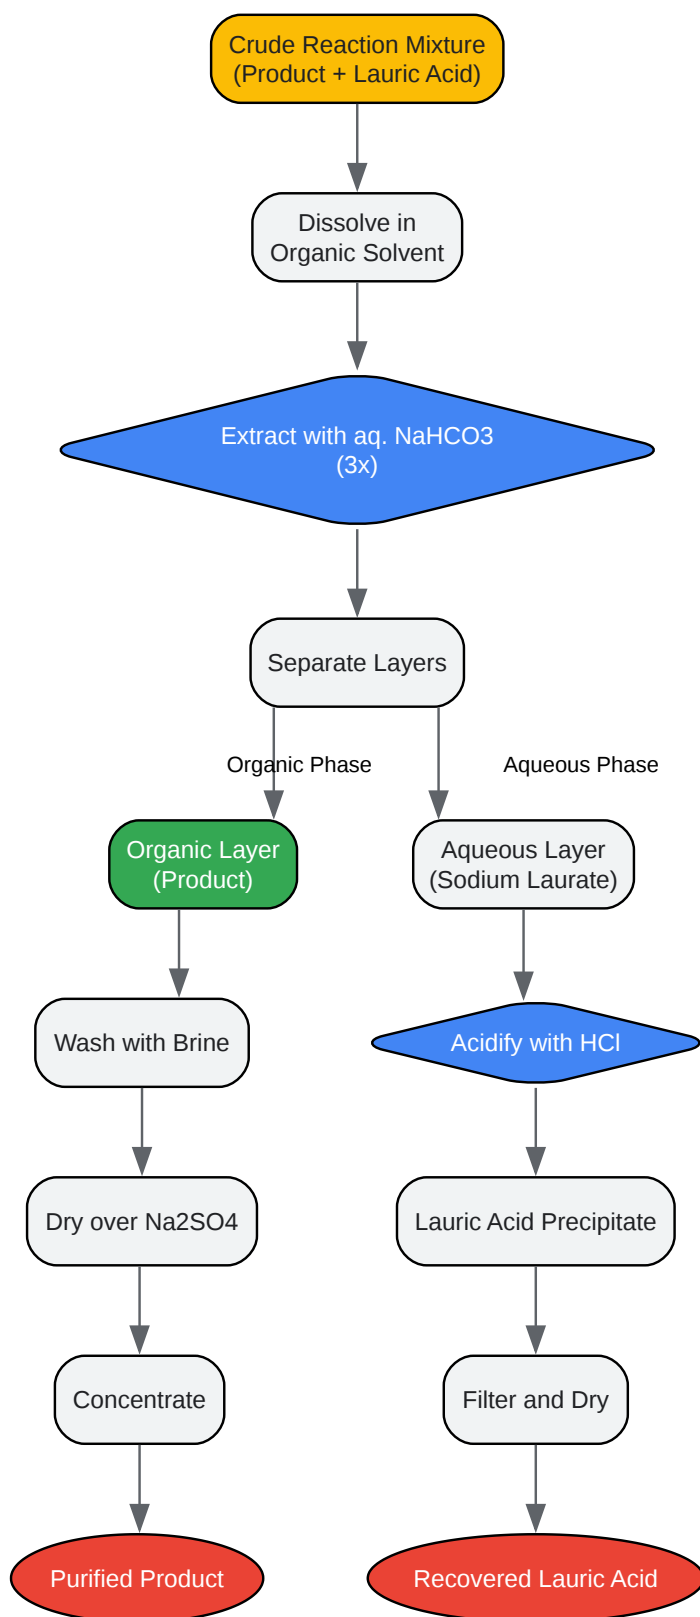 Crude Reaction Mixture
(Product + Lauric Acid)
Dissolve in
Organic Solvent
Extract with aq. NaHCO3
(3x)
Separate Layers
Organic Phase
Aqueous Phase
Organic Layer
(Product)
Aqueous Layer
(Sodium Laurate)
Wash with Brine
Acidify with HCl
Dry over Na2SO4
Lauric Acid Precipitate
Concentrate
Filter and Dry
Purified Product
Recovered Lauric Acid